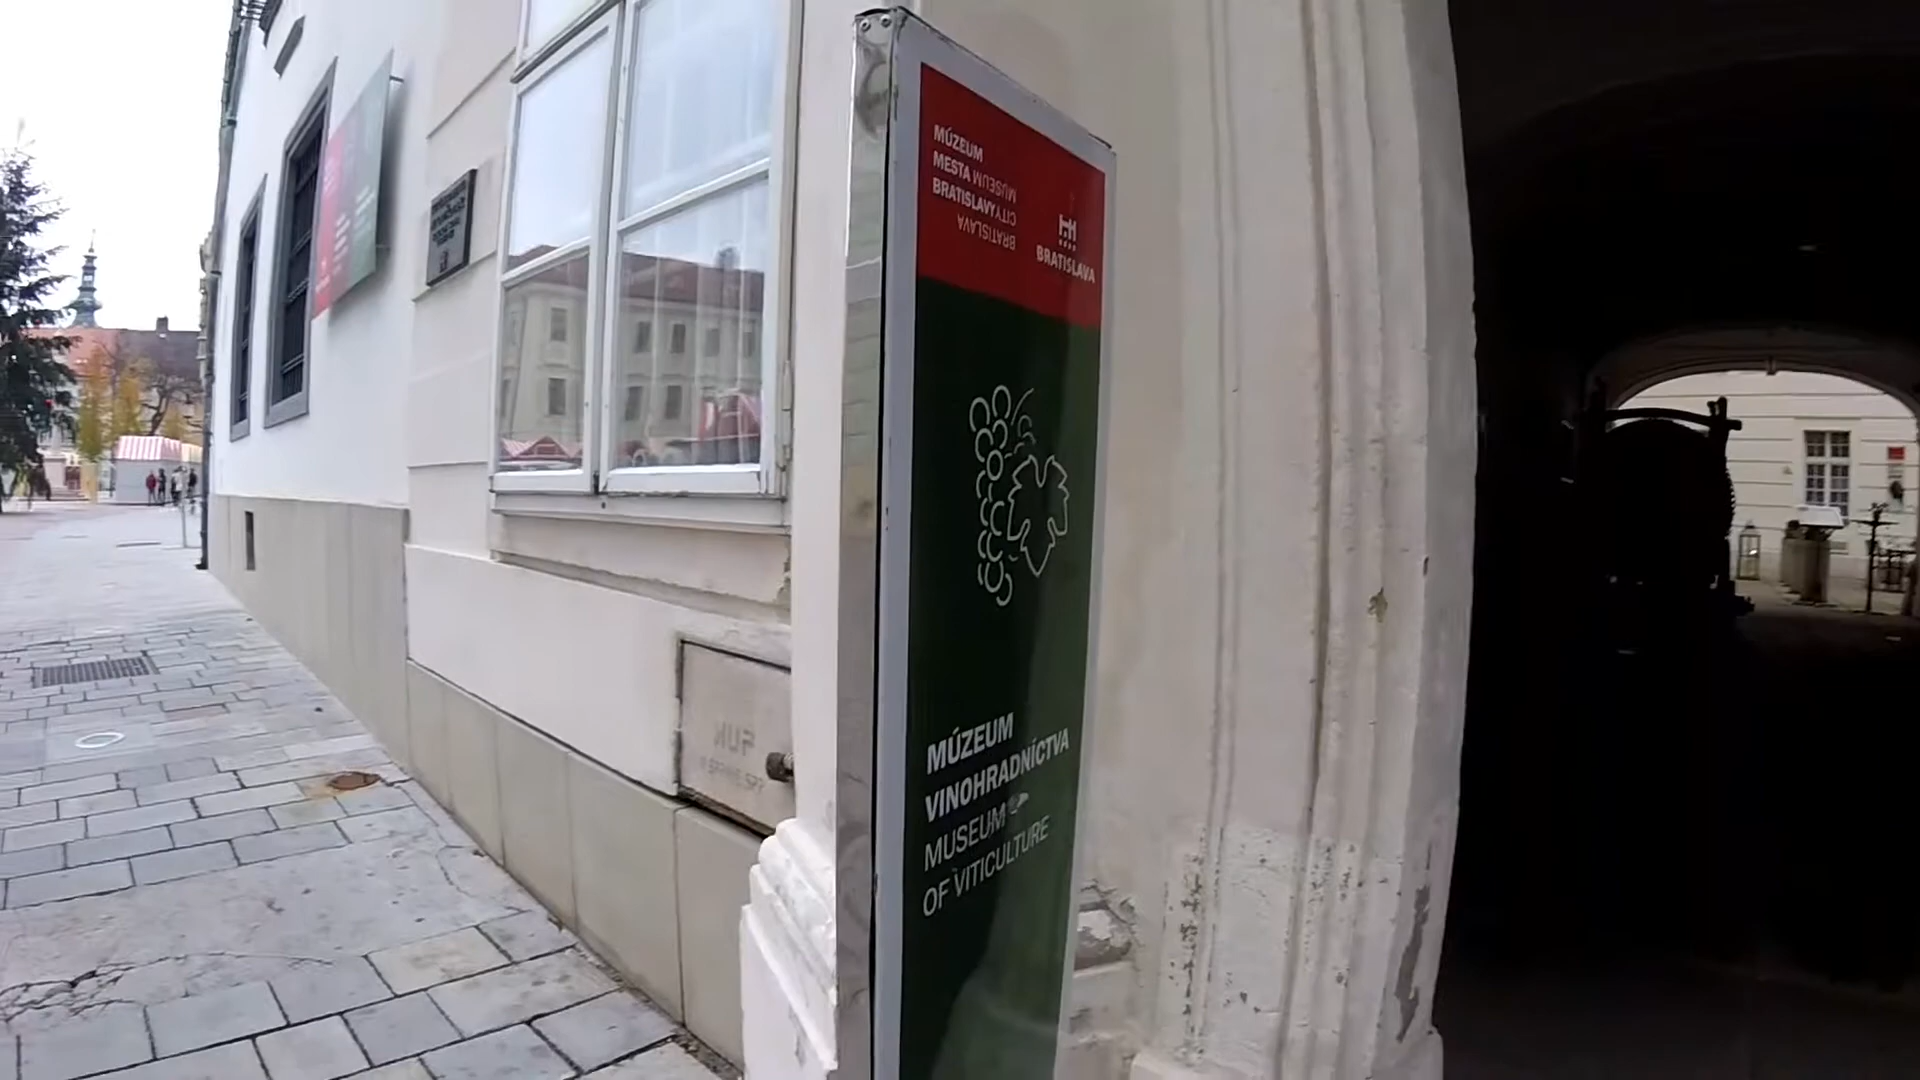 MÚZEUM
MESTA MUSEUM
BRATISLAVY CITY
BRATISLAVA
BRATISLAVA
MÚZEUM
VINOHRADNÍCTVA
MUSEUM
OF VITICULTURE